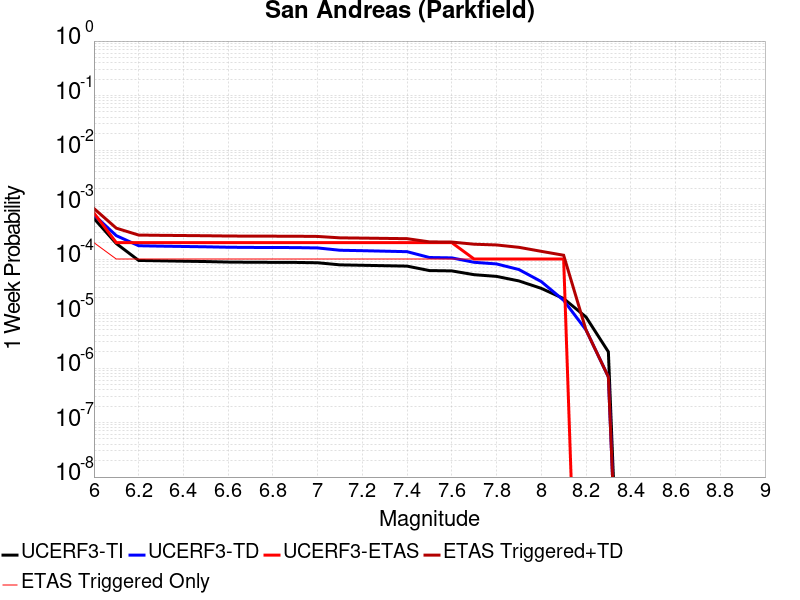 San Andreas (Parkfield)
10 0
10 -1
10 -2
10 -3
10 -4
10 -5
10 -6
10 -7
10 -8
1 Week Probability
6 6.2 6.4 6.6 6.8 7 7.2 7.4 7.6 7.8 8 8.2 8.4 8.6 8.8 9
Magnitude
UCERF3-TI UCERF3-TD UCERF3-ETAS ETAS Triggered+TD
ETAS Triggered Only